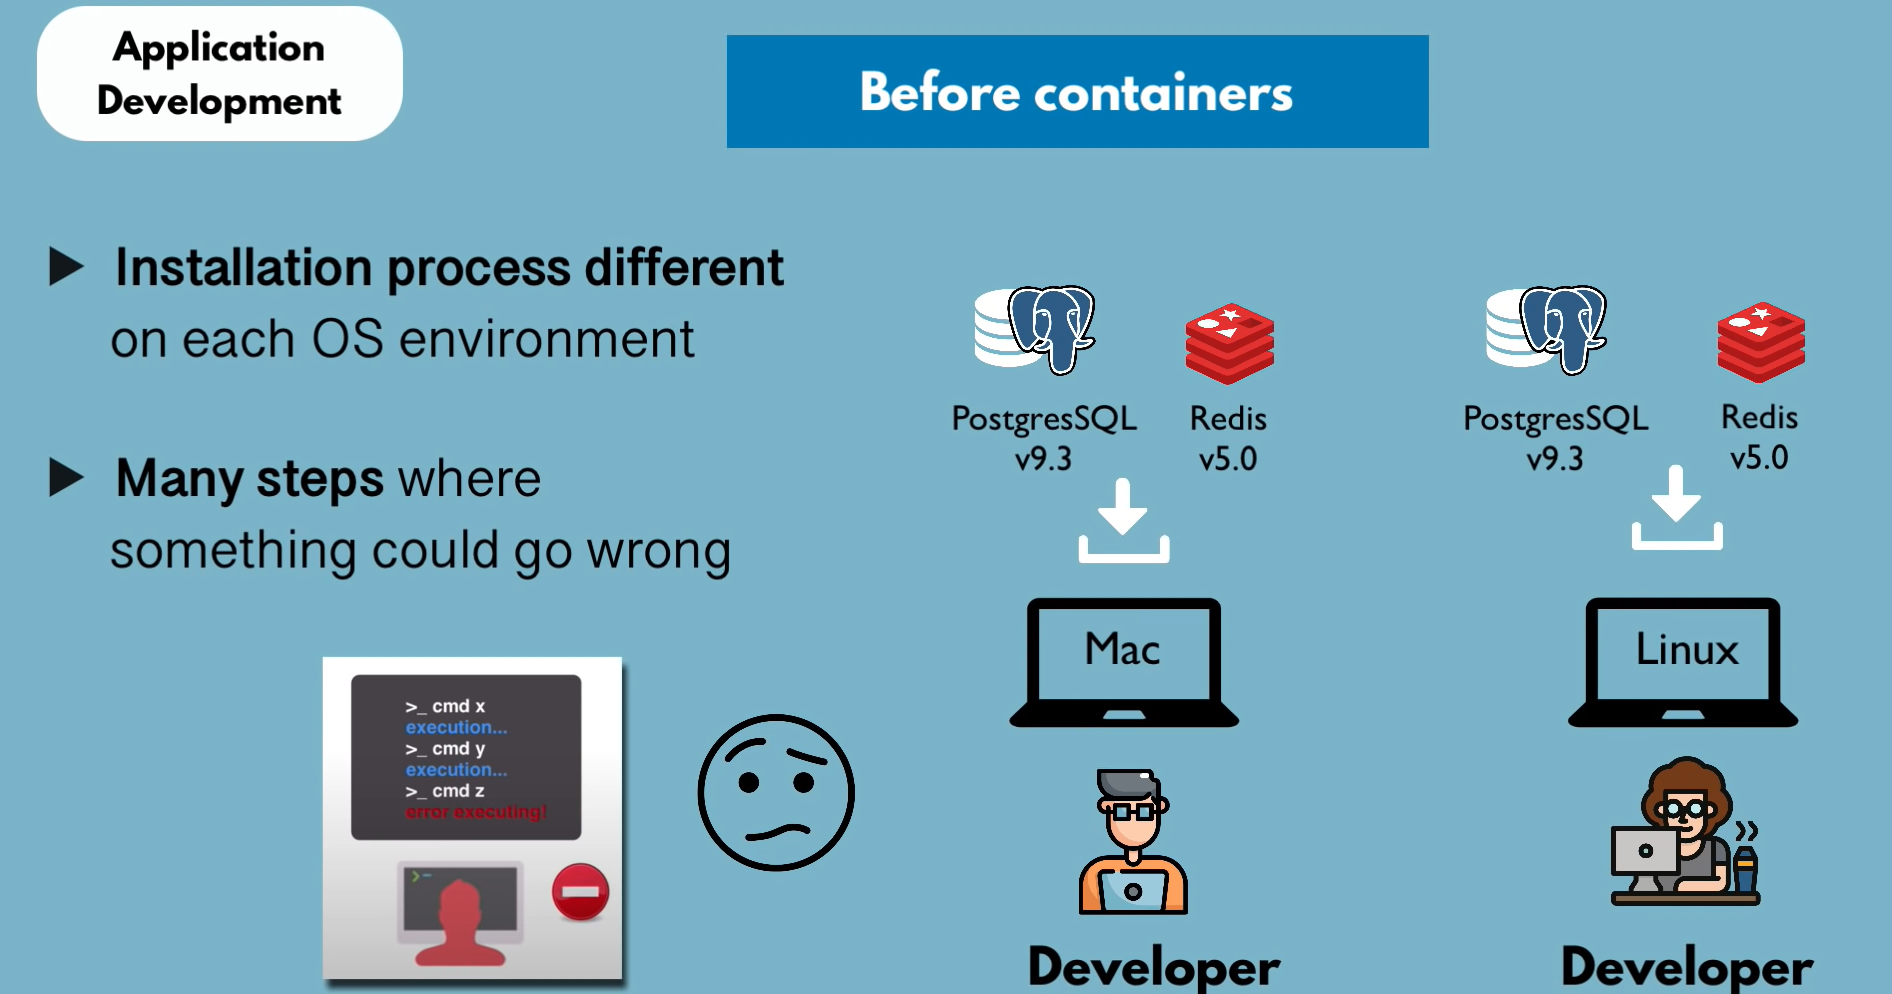 Application
Development
Before containers
Installation process different
on each OS environment
Many steps where
something could go wrong
>_ cmd x
execution...
>_ cmd y
execution...
>_ cmd z
error executing!
PostgresSQL
v9.3
Redis
v5.0
Mac
Developer
PostgresSQL
v9.3
Redis
v5.0
Linux
Developer